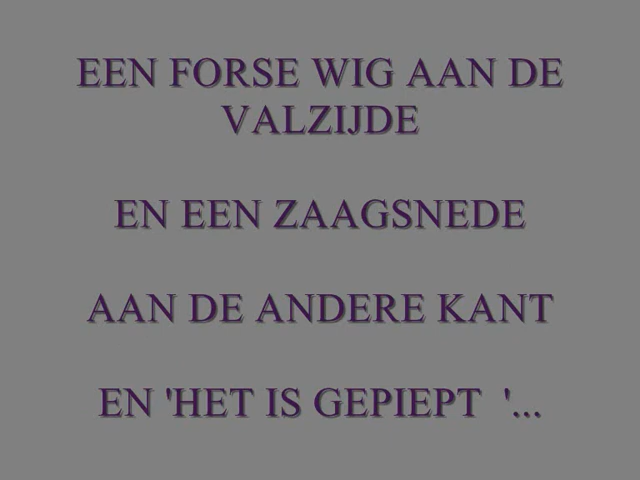 EEN FORSE WIG AAN DE
VALZIJDE
EN EEN ZAAGSNEDE
AAN DE ANDERE KANT
EN 'HET IS GEPIEPT '...